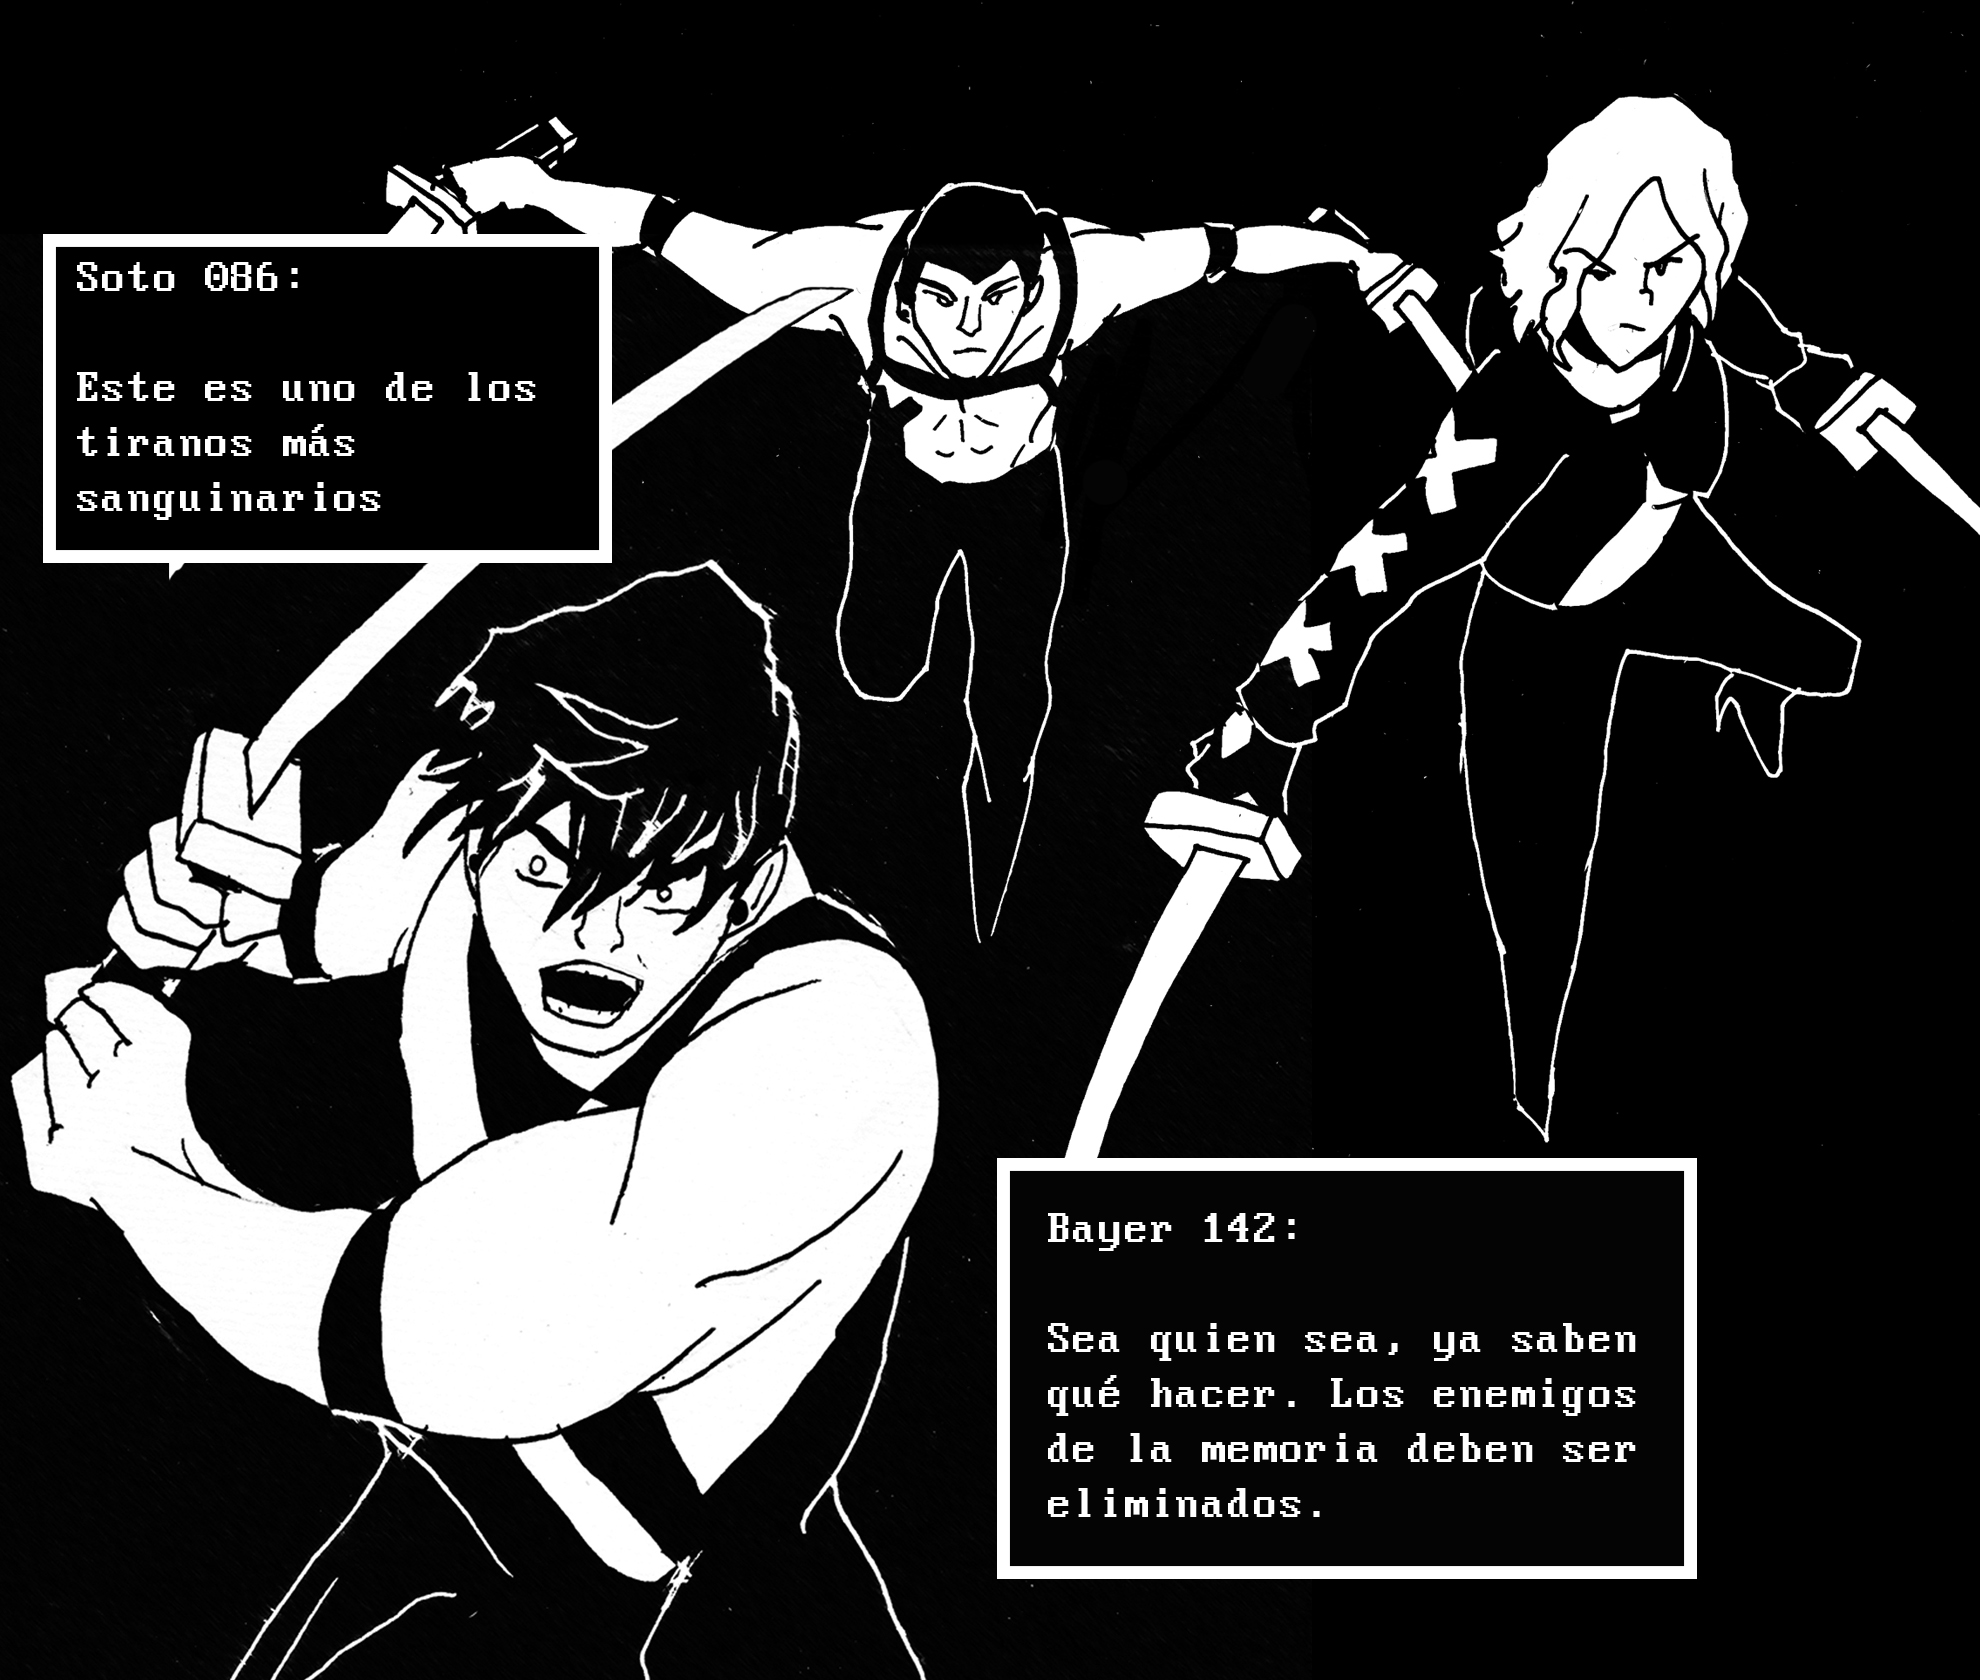 Soto 086:
Este es uno de los
tiranos más
sanguinarios
Bayer 142:
Sea quien sea, ya saben
qué hacer. Los enemigos
de la memoria deben ser
eliminados.